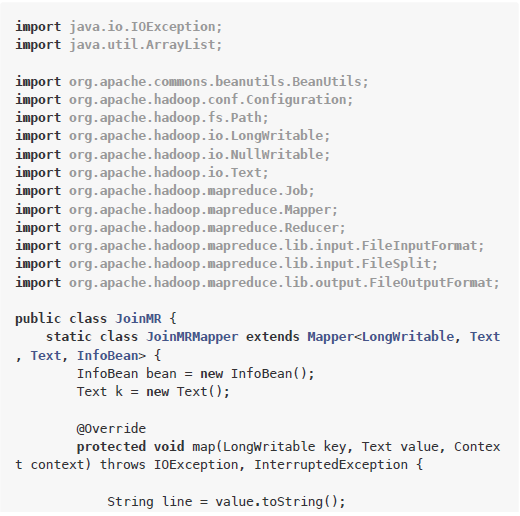 import java.io.IOException;
import java.util.ArrayList;
import org.apache.commons.beanutils.BeanUtils;
import org.apache.hadoop.conf.Configuration;
import org.apache.hadoop.fs.Path;
import org.apache.hadoop.io.LongWritable;
import org.apache.hadoop.io.NullWritable;
import org.apache.hadoop.io.Text;
import org.apache.hadoop.mapreduce.Job;
import org.apache.hadoop.mapreduce.Mapper;
import org.apache.hadoop.mapreduce.Reducer;
import org.apache.hadoop.mapreduce.lib.input.FileInputFormat;
import org.apache.hadoop.mapreduce.lib.input.FileSplit;
import org.apache.hadoop.mapreduce.lib.output.FileOutputFormat;
public class JoinMR {
static class JoinMRMapper extends Mapper<LongWritable, Text
, Text, InfoBean> {
InfoBean bean = new InfoBean();
Text k = new Text();
@Override
protected void map(LongWritable key, Text value, Contex
t context) throws IOException, InterruptedException {
String line = value.toString();